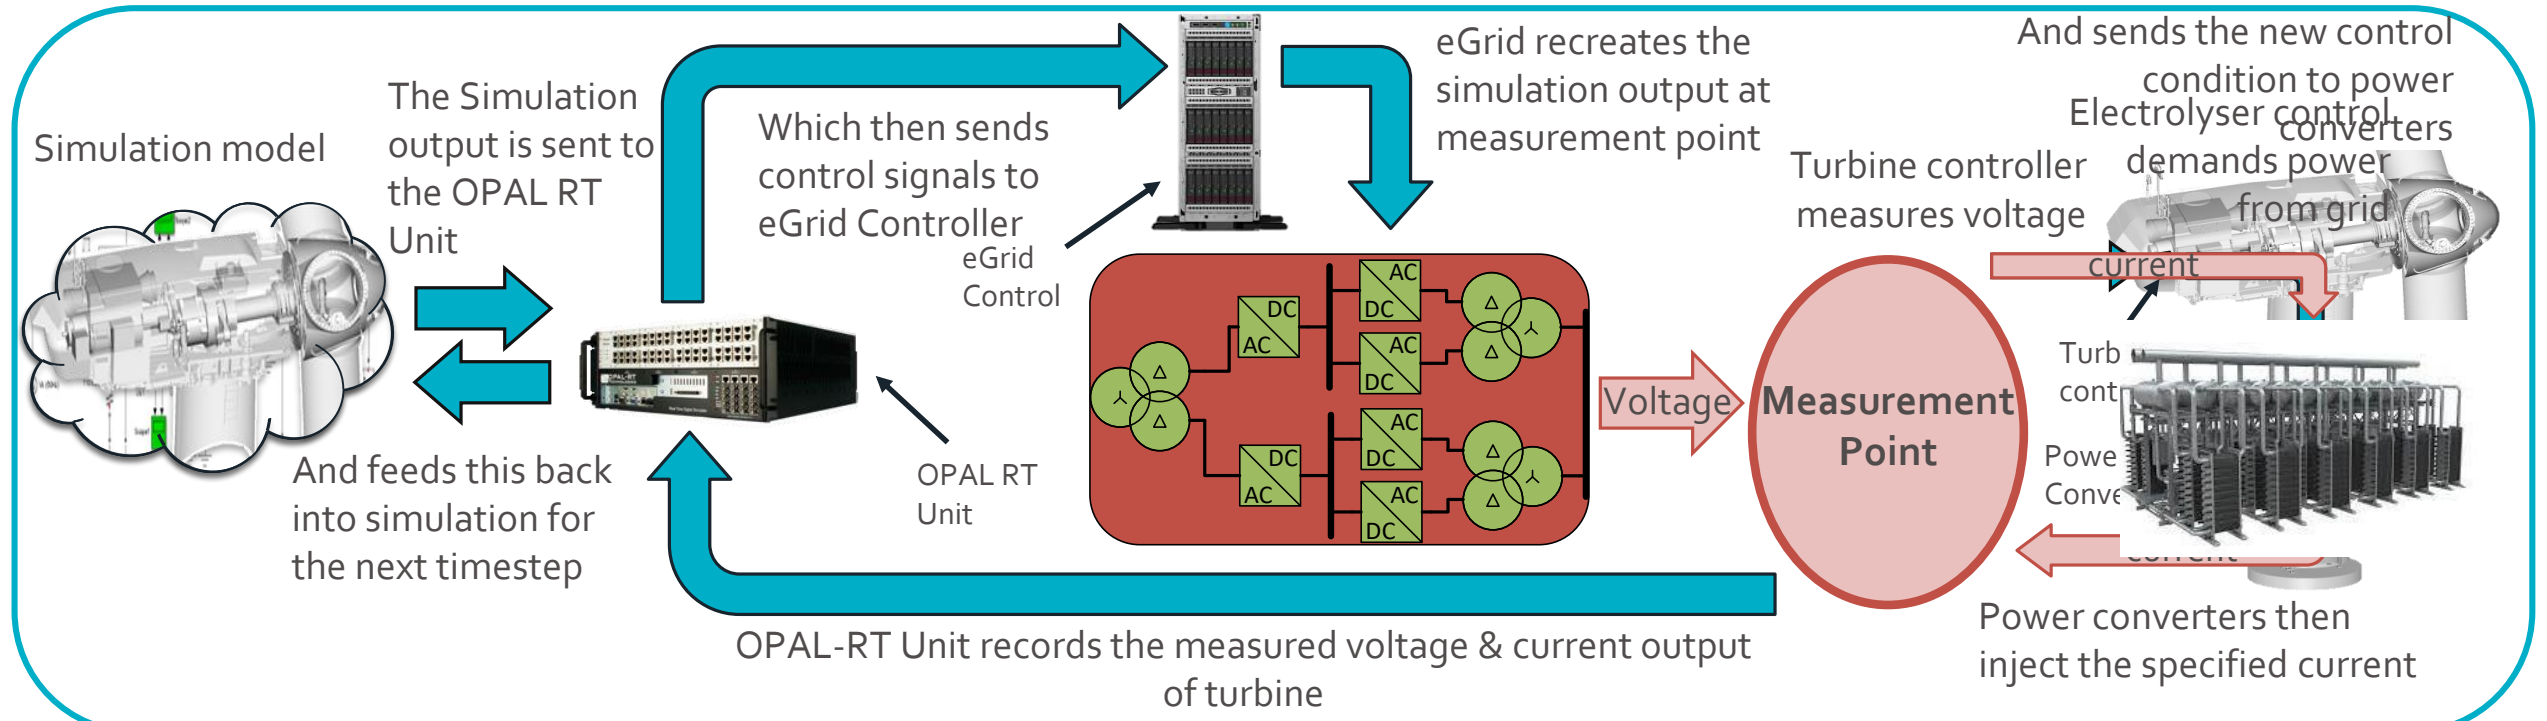 Simulation model
The Simulation
output is sent to
the OPAL RT
Unit
And feeds this back
into simulation for
the next timestep
Which then sends
control signals to
eGrid Controller
eGrid
Control
OPAL RT
Unit
eGrid recreates the
simulation output at
measurement point
DC
AC
AC
DC
AC
DC
DC
AC
AC
DC
AC
DC
Voltage
Measurement
Point
OPAL-RT Unit records the measured voltage & current output
of turbine
Turbine controller
measures voltage
And sends the new control
condition to power
converters
Electrolyser control
demands power
from grid
current
Turb
cont
Powe
Conve
current
Power converters then
inject the specified current